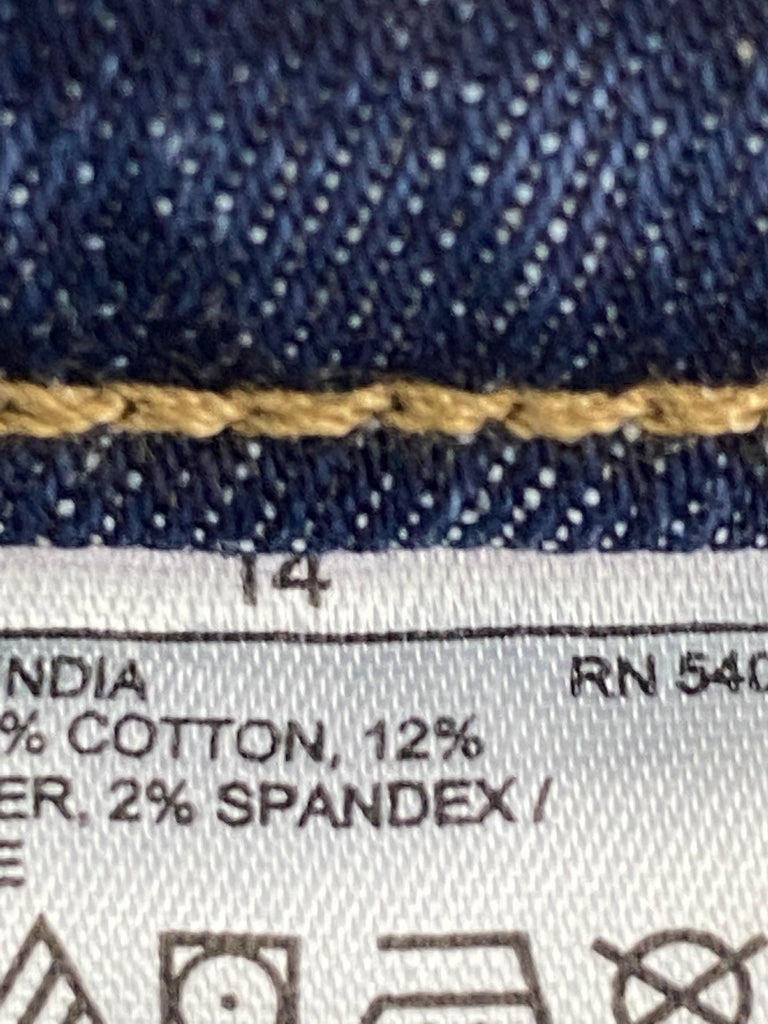 14
NDIA
RN 540
% COTTON, 12%
ER, 2% SPANDEX /